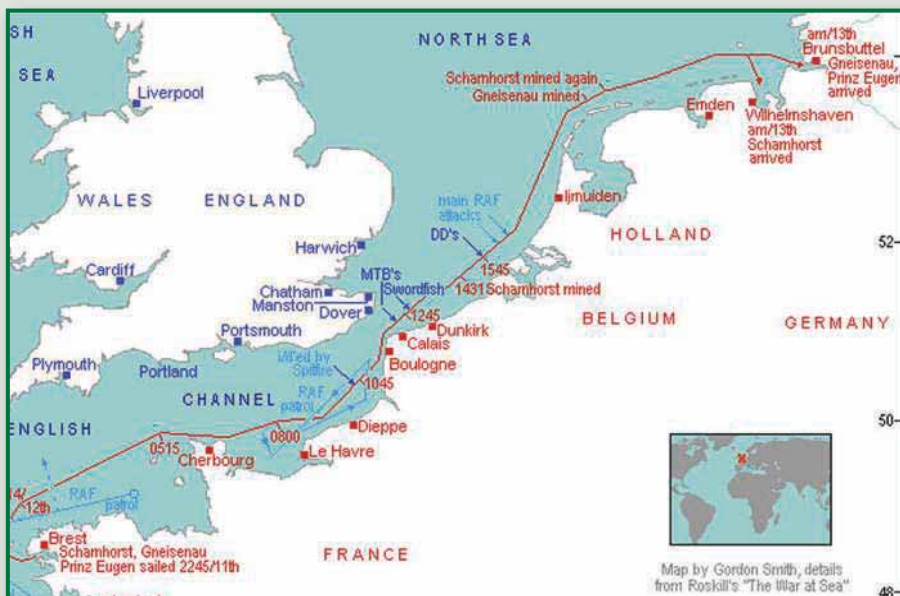 SH
SEA
NORTH SEA
am/13th
Brunsbuttel
Gneisenau,
Prinz Eugen
arrived
Scharnhorst mined again
Gneisenau mined
Liverpool
Emden
Wilhelmshaven
am/13th
Scharnhorst
arrived
WALES
ENGLAND
main RAF
attacks
Ijmuiden
DD's
HOLLAND
52-
Harwich
Cardiff
MTB's
Swordfish
1545
1431 Scharnhorst mined
Chatham
Manston
Dover
1245
Dunkirk
Calais
BELGIUM
GERMANY
Portsmouth
Plymouth
Portland
Boulogne
Spitfire
1045
CHANNEL
RAF
patrol
50-
ENGLISH
0515
0800
Dieppe
Cherbourg
Le Havre
14/
12th
RAF
patrol
Brest
Scharnhorst, Gneisenau
Prinz Eugen sailed 2245/11th
FRANCE
Map by Gordon Smith, details
from Roskill's "The War at Sea"
48-